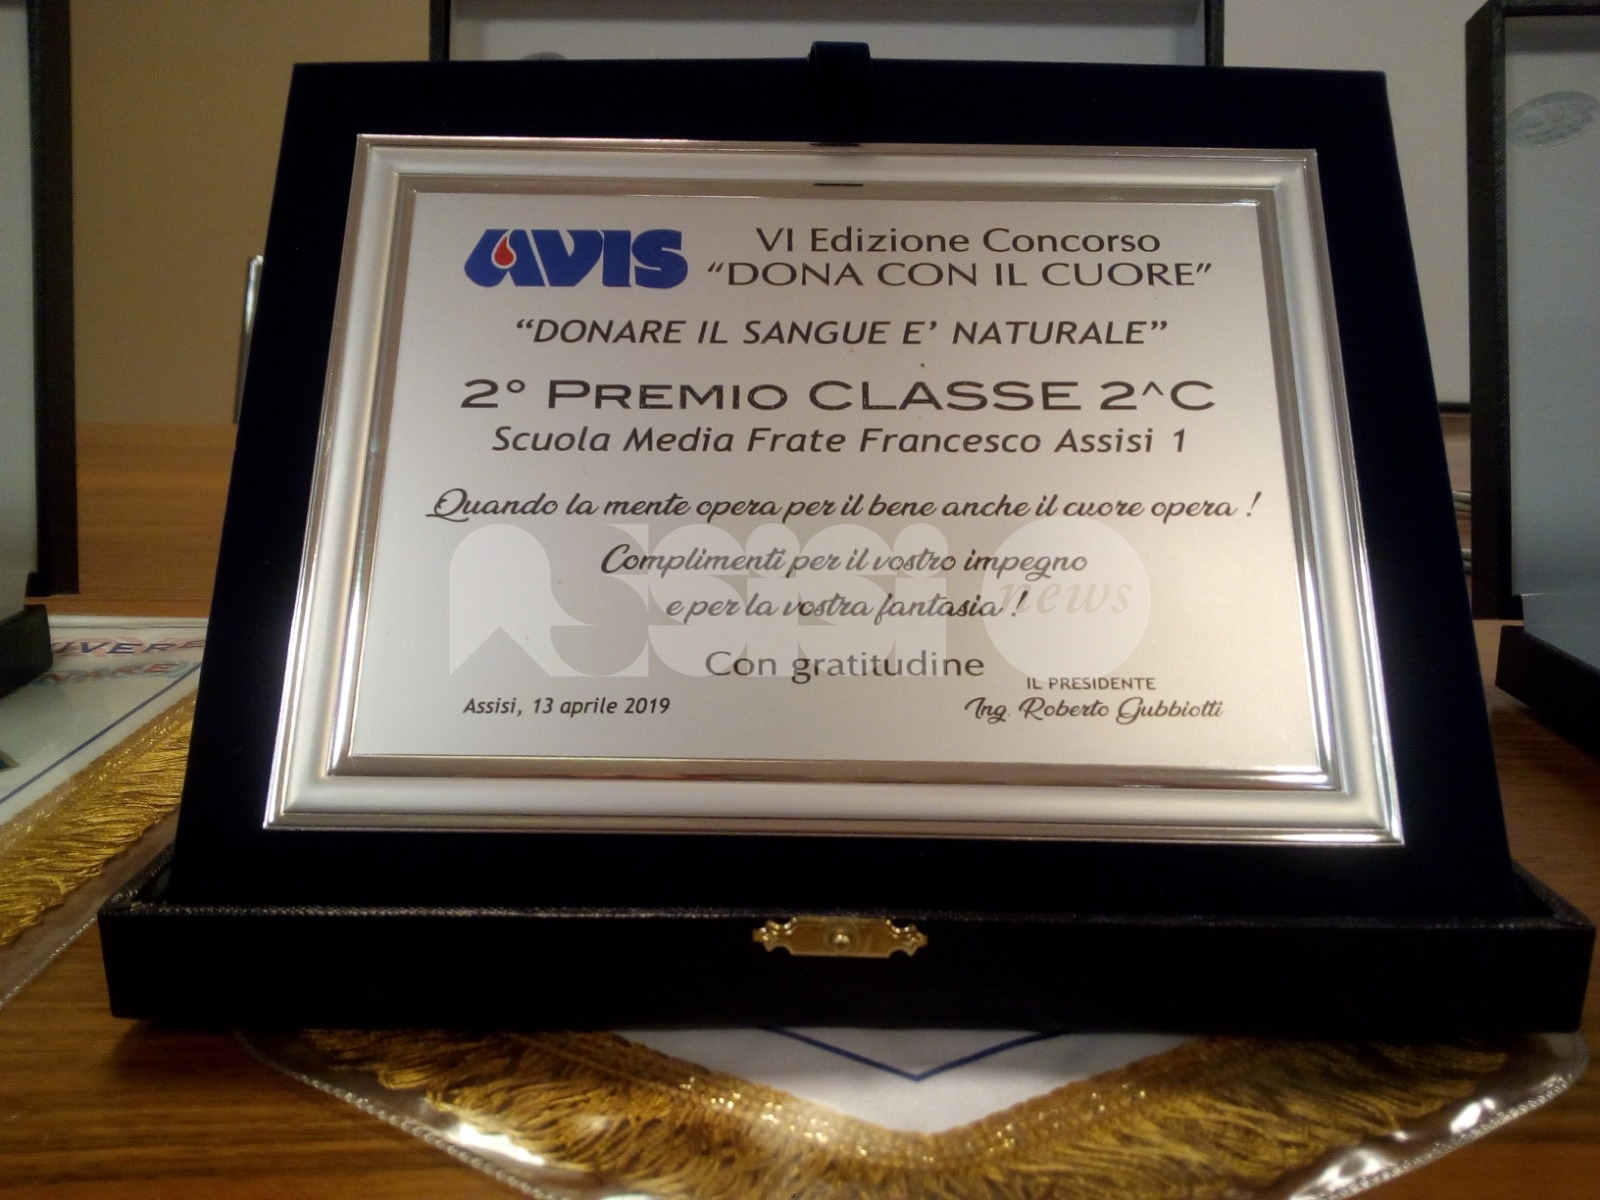 AVIS
VI Edizione Concorso
“DONA CON IL CUORE”
“DONARE IL SANGUE E’ NATURALE”
2° PREMIO CLASSE 2^C
Scuola Media Frate Francesco Assisi 1
Quando la mente opera per il bene anche il cuore opera !
Complimenti per il vostro impegno
e per la vostra fantasia !
Con gratitudine
IL PRESIDENTE
Assisi, 13 aprile 2019
Ing. Roberto Gubbiotti
Assisi news